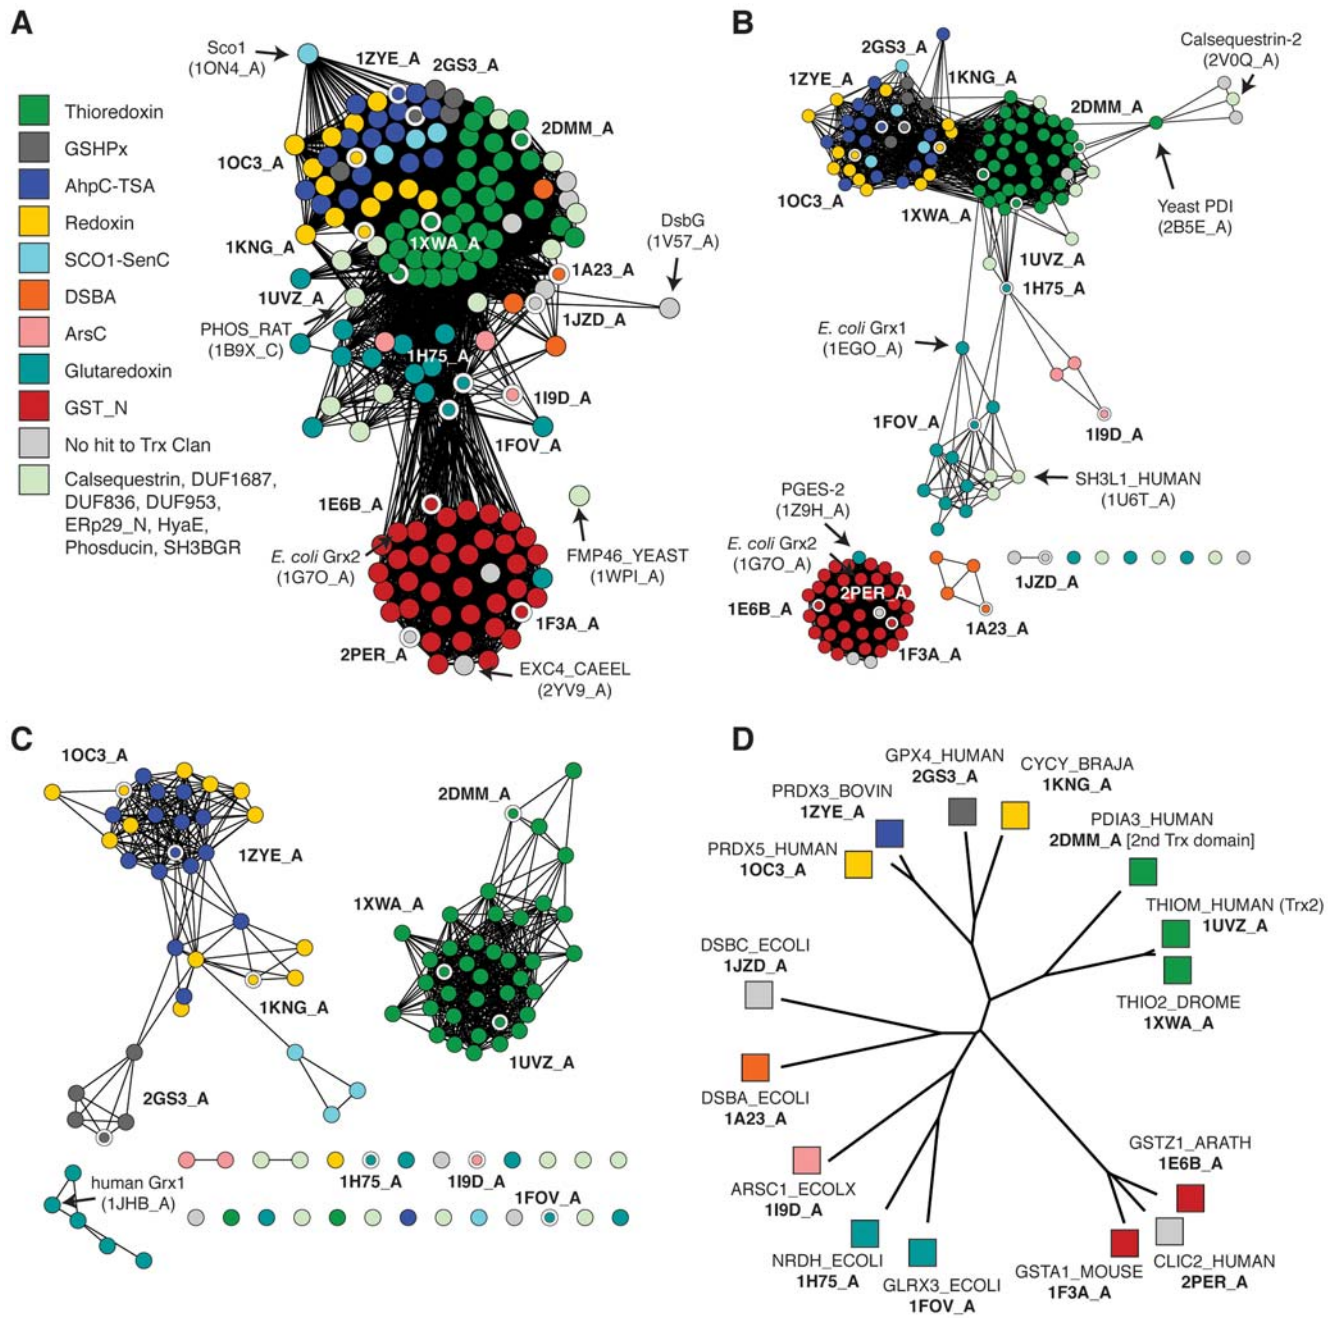 A
Sco1
(1ON4_A)
1ZYE_A
2GS3_A
2DMM_A
1OC3_A
1XWA_A
1KNG_A
1UVZ_A
PHOS_RAT
(1B9X_C)
1H75_A
1A23_A
1JZD_A
DsbG
(1V57_A)
1I9D_A
1FOV_A
1E6B_A
E. coli Grx2
(1G7O_A)
FMP46_YEAST
(1WPI_A)
1F3A_A
2PER_A
EXC4_CAEEL
(2YV9_A)
Thioredoxin
GSHPx
AhpC-TSA
Redoxin
SCO1-SenC
DSBA
ArsC
Glutaredoxin
GST_N
No hit to Trx Clan
Calsequestrin, DUF1687,
DUF836, DUF953,
ERp29_N, HyaE,
Phosducin, SH3BGR
B
2GS3_A
1ZYE_A
1KNG_A
2DMM_A
Calsequestrin-2
(2V0Q_A)
1OC3_A
1XWA_A
Yeast PDI
(2B5E_A)
1UVZ_A
1H75_A
E. coli Grx1
(1EGO_A)
1FOV_A
1I9D_A
SH3L1_HUMAN
(1U6T_A)
PGES-2
(1Z9H_A)
E. coli Grx2
(1G7O_A)
2PER_A
1E6B_A
1F3A_A
1A23_A
1JZD_A
C
1OC3_A
1ZYE_A
1KNG_A
2GS3_A
2DMM_A
1XWA_A
1UVZ_A
human Grx1
(1JHB_A)
1H75_A
1I9D_A
1FOV_A
D
GPX4_HUMAN
2GS3_A
CYCY_BRAJA
1KNG_A
PRDX3_BOVIN
1ZYE_A
PRDX5_HUMAN
1OC3_A
PDIA3_HUMAN
2DMM_A [2nd Trx domain]
THIOM_HUMAN (Trx2)
1UVZ_A
THIO2_DROME
1XWA_A
DSBC_ECOLI
1JZD_A
DSBA_ECOLI
1A23_A
ARSC1_ECOLX
1I9D_A
NRDH_ECOLI
1H75_A
GLRX3_ECOLI
1FOV_A
GSTZ1_ARATH
1E6B_A
GSTA1_MOUSE
1F3A_A
CLIC2_HUMAN
2PER_A